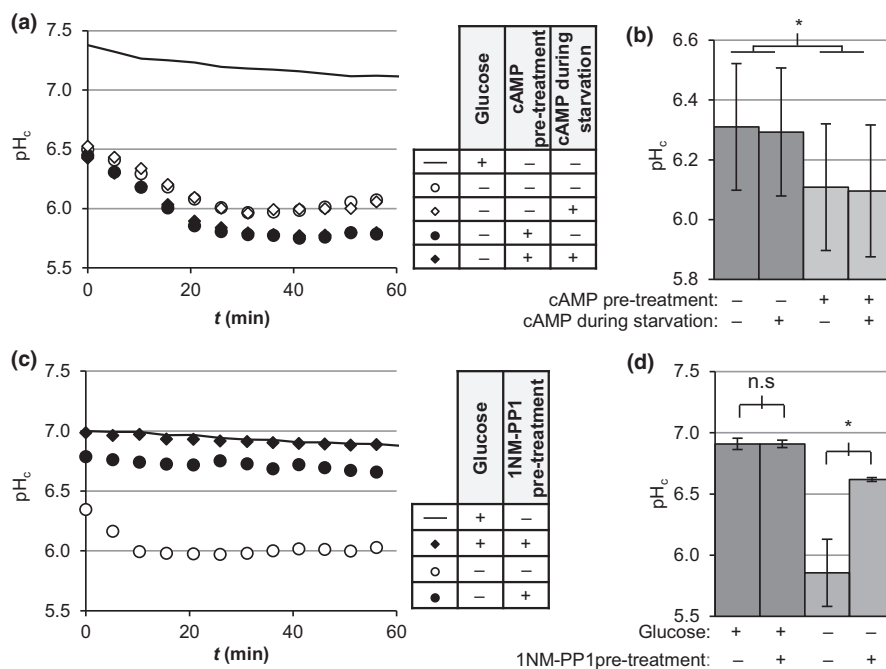 (a)
7.5
7.0
6.5
6.0
5.5
pHc
0 20 40 60
t (min)
Glucose
cAMP pre-treatment
cAMP during starvation
+ – –
– – –
– – +
– + –
– + +
(b)
6.6
6.4
6.2
6.0
5.8
pHc
*
cAMP pre-treatment: – – + +
cAMP during starvation: – + – +
(c)
7.5
7.0
6.5
6.0
5.5
pHc
0 20 40 60
t (min)
Glucose
1NM-PP1 pre-treatment
+ –
+ +
– –
– +
(d)
7.5
7.0
6.5
6.0
5.5
pHc
n.s
*
Glucose: + + – –
1NM-PP1pre-treatment: – + – +